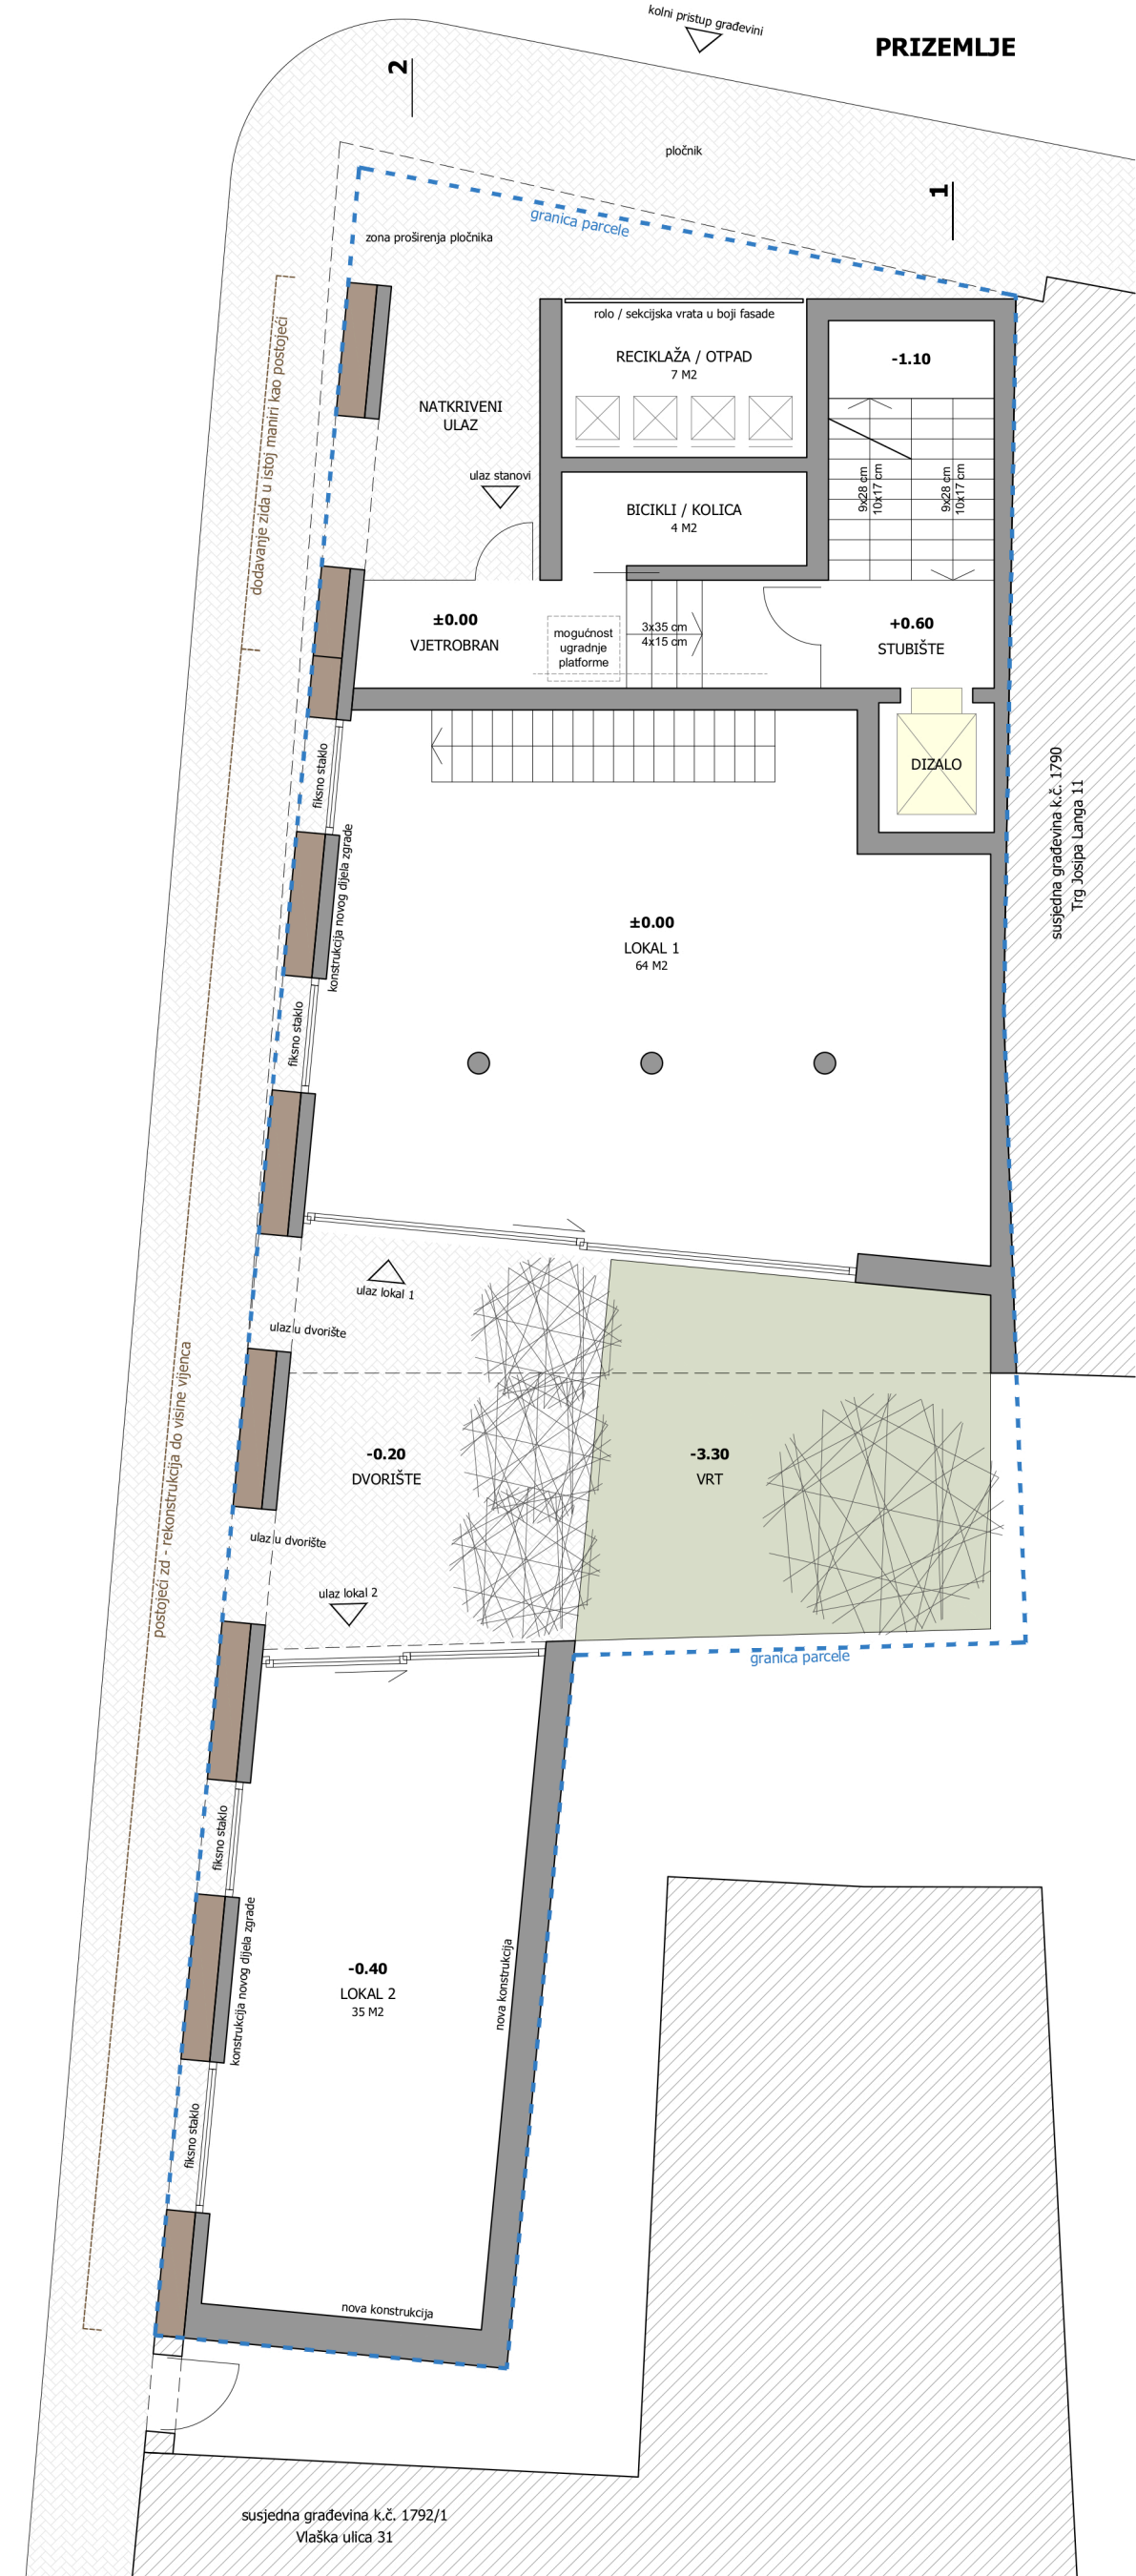 kolni pristup građevini
PRIZEMLJE
2
pločnik
1
granica parcele
zona proširenja pločnika
rolo / sekcijska vrata u boji fasade
RECIKLAŽA / OTPAD
7 M2
-1.10
NATKRIVENI
ULAZ
dodavanje zida u istoj maniri kao postojeći
ulaz stanovi
9x28 cm
10x17 cm
9x28 cm
10x17 cm
BICIKLI / KOLICA
4 M2
±0.00
VJETROBRAN
mogućnost
ugradnje
platforme
3x35 cm
4x15 cm
+0.60
STUBIŠTE
fiksno staklo
DIZALO
susjedna građevina k.č. 1790
Trg Josipa Langa 11
konstrukcija novog dijela zgrade
±0.00
LOKAL 1
64 M2
fiksno staklo
ulaz lokal 1
ulaz u dvorište
postojeći zd - rekonstrukcija do visine vijenca
-0.20
DVORIŠTE
-3.30
VRT
ulaz u dvorište
ulaz lokal 2
granica parcele
fiksno staklo
konstrukcija novog dijela zgrade
nova konstrukcija
-0.40
LOKAL 2
35 M2
fiksno staklo
nova konstrukcija
susjedna građevina k.č. 1792/1
Vlaška ulica 31